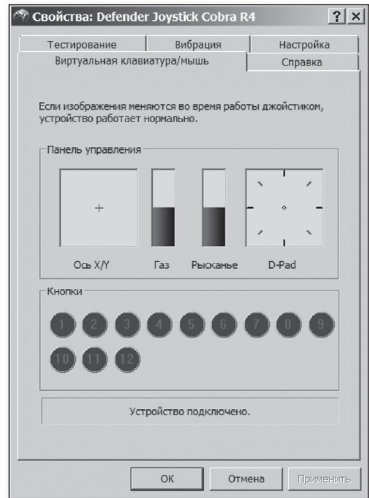 Свойства: Defender Joystick Cobra R4
? ×
Тестирование Вибрация Настройка
Виртуальная клавиатура/мышь Справка
Если изображения меняются во время работы джойстиком,
устройство работает нормально.
Панель управления
Ось X/Y Газ Рысканье D-Pad
Кнопки
1 2 3 4 5 6 7 8 9
10 11 12
Устройство подключено.
OK Отмена Применить